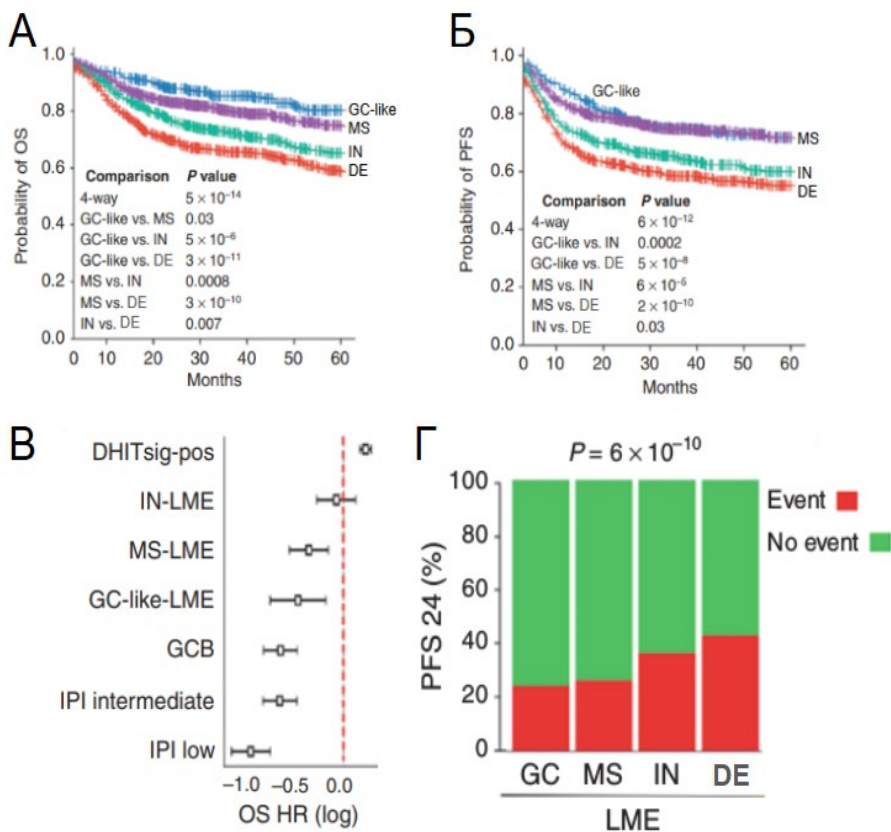 А
Probability of OS
1.0
0.8
0.6
0.4
0.2
0.0
GC-like
MS
IN
DE
Comparison P value
4-way 5 × 10⁻¹⁴
GC-like vs. MS 0.03
GC-like vs. IN 5 × 10⁻⁶
GC-like vs. DE 3 × 10⁻¹¹
MS vs. IN 0.0008
MS vs. DE 3 × 10⁻¹⁰
IN vs. DE 0.007
0 10 20 30 40 50 60
Months
Б
Probability of PFS
1.0
0.8
0.6
0.4
0.2
0.0
GC-like
MS
IN
DE
Comparison P value
4-way 6 × 10⁻¹²
GC-like vs. IN 0.0002
GC-like vs. DE 5 × 10⁻⁸
MS vs. IN 6 × 10⁻⁵
MS vs. DE 2 × 10⁻¹⁰
IN vs. DE 0.03
0 10 20 30 40 50 60
Months
В
DHITsig-pos
IN-LME
MS-LME
GC-like-LME
GCB
IPI intermediate
IPI low
−1.0 −0.5 0.0
OS HR (log)
Г
P = 6 × 10⁻¹⁰
PFS 24 (%)
100
80
60
40
20
0
Event
No event
GC MS IN DE
LME